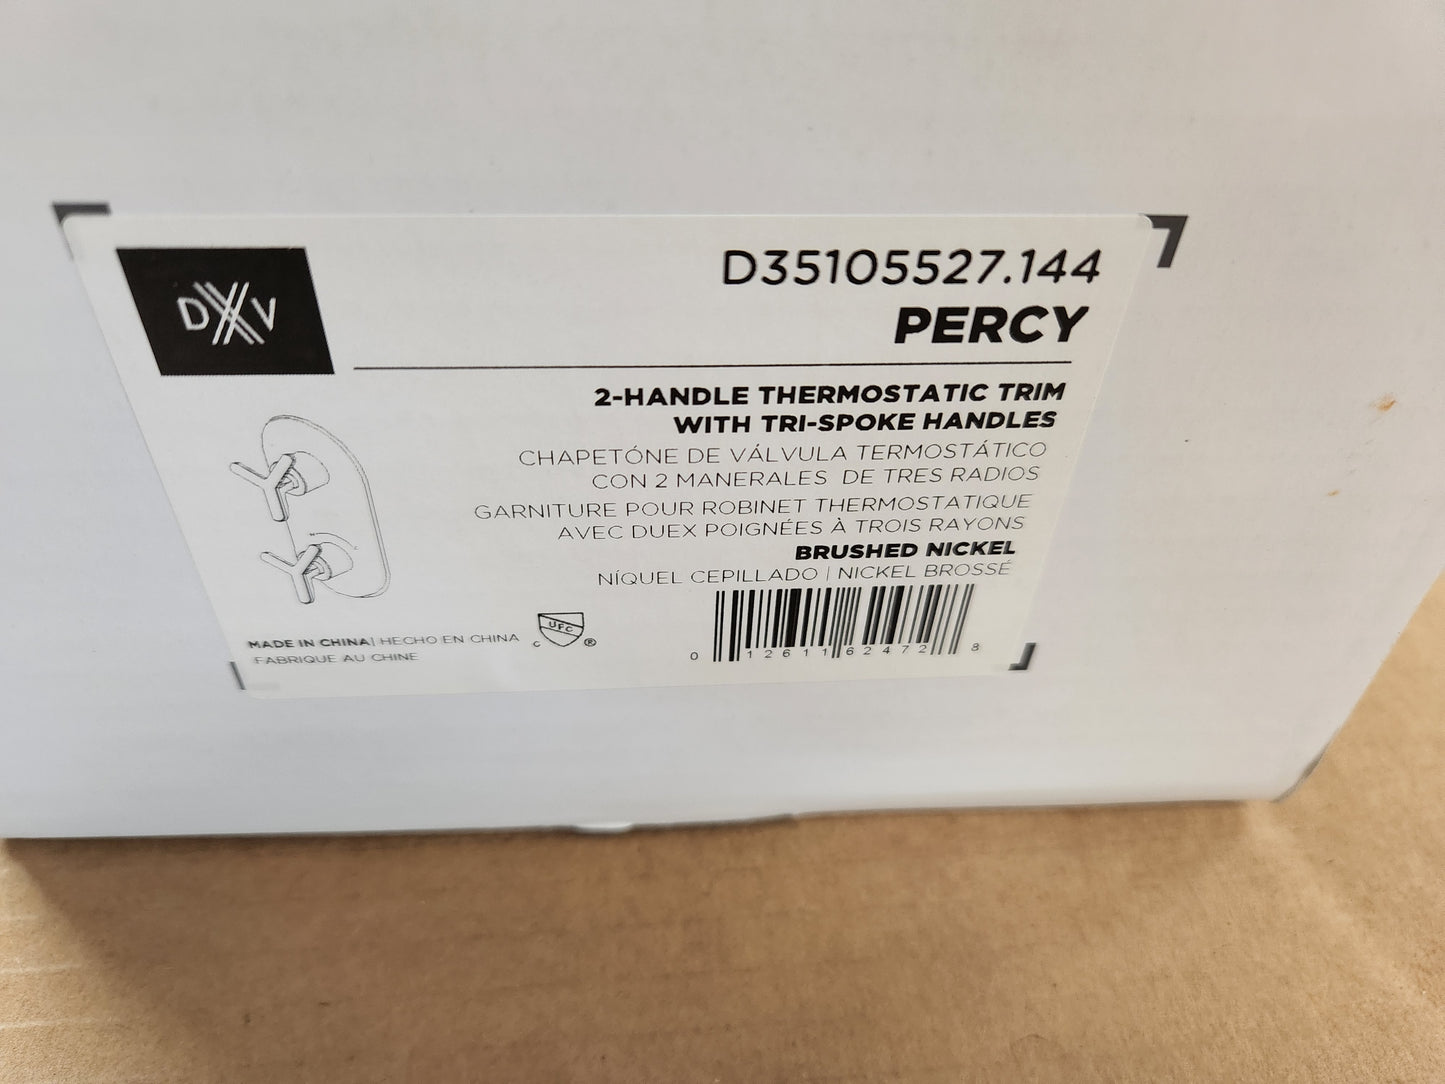 DXV
D35105527.144
PERCY
2-HANDLE THERMOSTATIC TRIM
WITH TRI-SPOKE HANDLES
CHAPETÓNE DE VÁLVULA TERMOSTÁTICO
CON 2 MANERALES DE TRES RADIOS
GARNITURE POUR ROBINET THERMOSTATIQUE
AVEC DUEX POIGNÉES À TROIS RAYONS
BRUSHED NICKEL
NÍQUEL CEPILLADO | NICKEL BROSSÉ
MADE IN CHINA| HECHO EN CHINA
FABRIQUE AU CHINE
C UPC ®
0 12611 62472 8